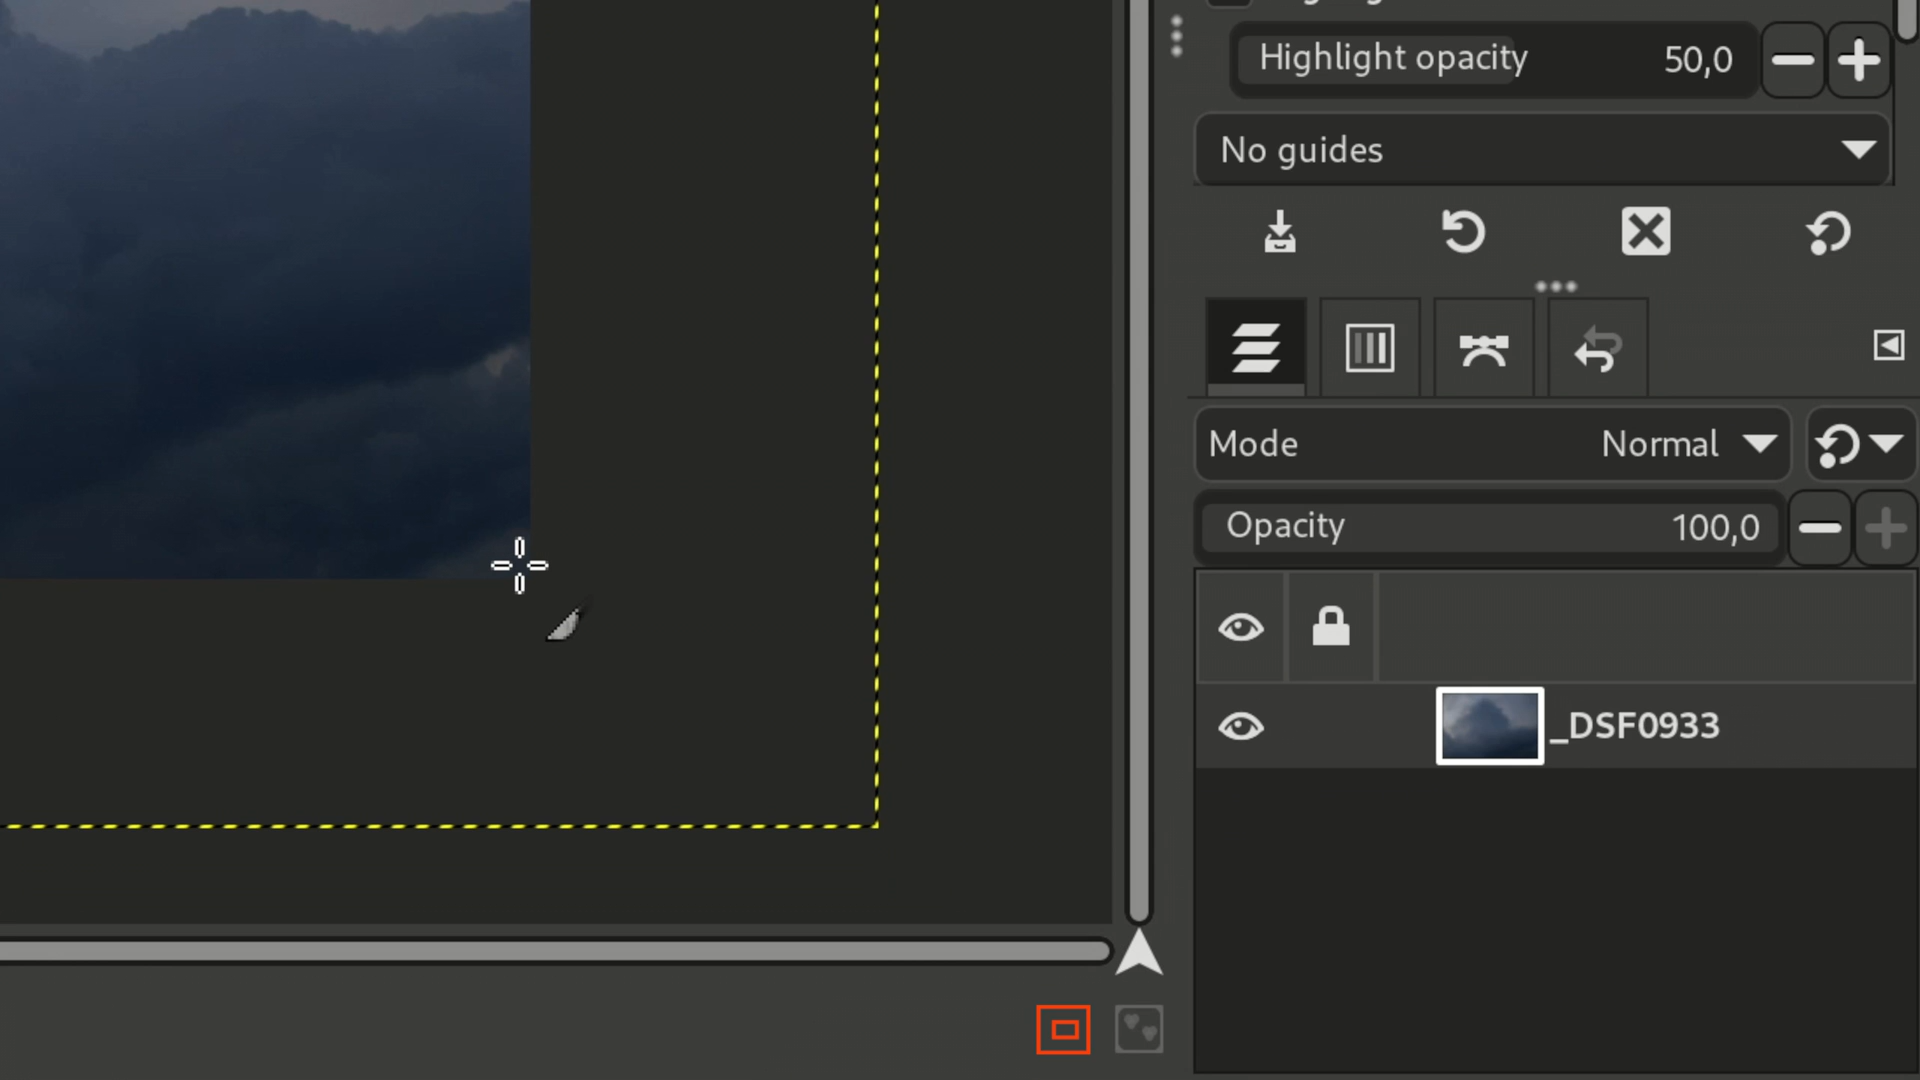 Highlight opacity 50,0
No guides
Mode Normal
Opacity 100,0
_DSF0933